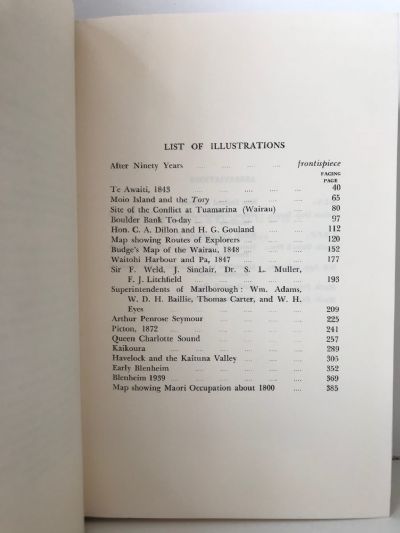 LIST OF ILLUSTRATIONS
After Ninety Years .... .... .... .... frontispiece
FACING
PAGE
Te Awaiti, 1843 .... .... .... .... 40
Moio Island and the Tory .... .... .... 65
Site of the Conflict at Tuamarina (Wairau) .... 80
Boulder Bank To-day .... .... .... .... 97
Hon. C. A. Dillon and H. G. Gouland .... 112
Map showing Routes of Explorers .... .... 120
Budge's Map of the Wairau, 1848 .... .... 152
Waitohi Harbour and Pa, 1847 .... .... 177
Sir F. Weld, J. Sinclair, Dr. S. L. Muller,
F. J. Litchfield .... .... .... .... 193
Superintendents of Marlborough: Wm. Adams,
W. D. H. Baillie, Thomas Carter, and W. H.
Eyes .... .... .... .... 209
Arthur Penrose Seymour .... .... .... 225
Picton, 1872 .... .... .... .... 241
Queen Charlotte Sound .... .... .... 257
Kaikoura .... .... .... .... 289
Havelock and the Kaituna Valley .... .... 305
Early Blenheim .... .... .... .... 352
Blenheim 1939 .... .... .... .... 369
Map showing Maori Occupation about 1800 .... 385